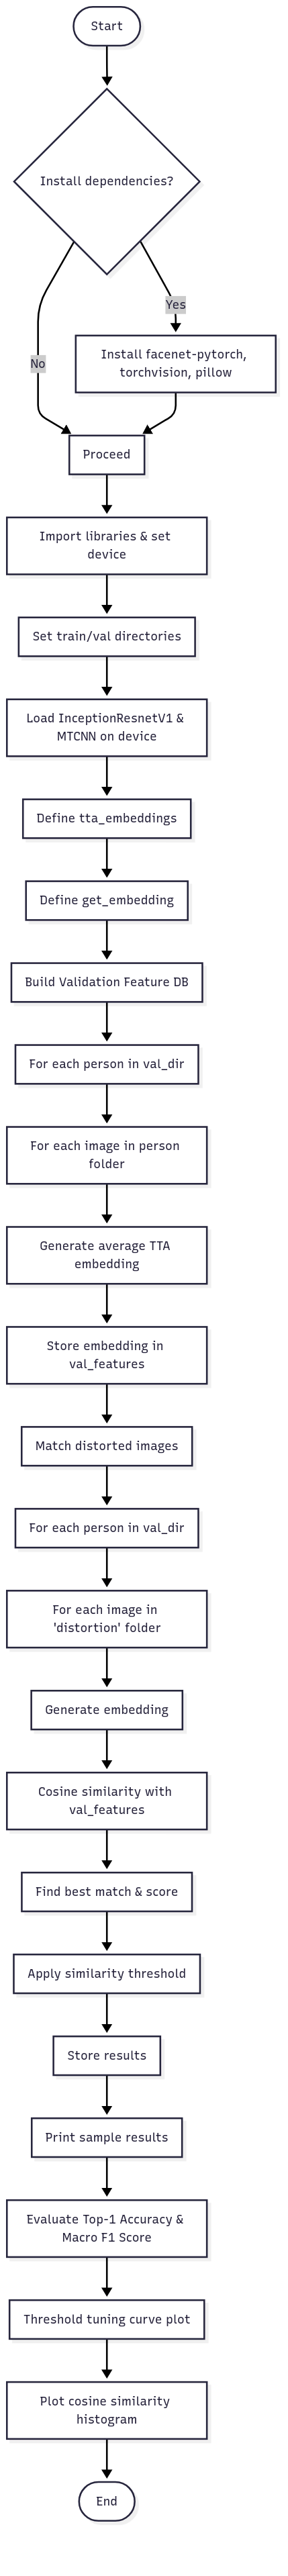 Start
Install dependencies?
Yes
Install facenet-pytorch,
torchvision, pillow
No
Proceed
Import libraries & set
device
Set train/val directories
Load InceptionResnetV1 &
MTCNN on device
Define tta_embeddings
Define get_embedding
Build Validation Feature DB
For each person in val_dir
For each image in person
folder
Generate average TTA
embedding
Store embedding in
val_features
Match distorted images
For each person in val_dir
For each image in
'distortion' folder
Generate embedding
Cosine similarity with
val_features
Find best match & score
Apply similarity threshold
Store results
Print sample results
Evaluate Top-1 Accuracy &
Macro F1 Score
Threshold tuning curve plot
Plot cosine similarity
histogram
End